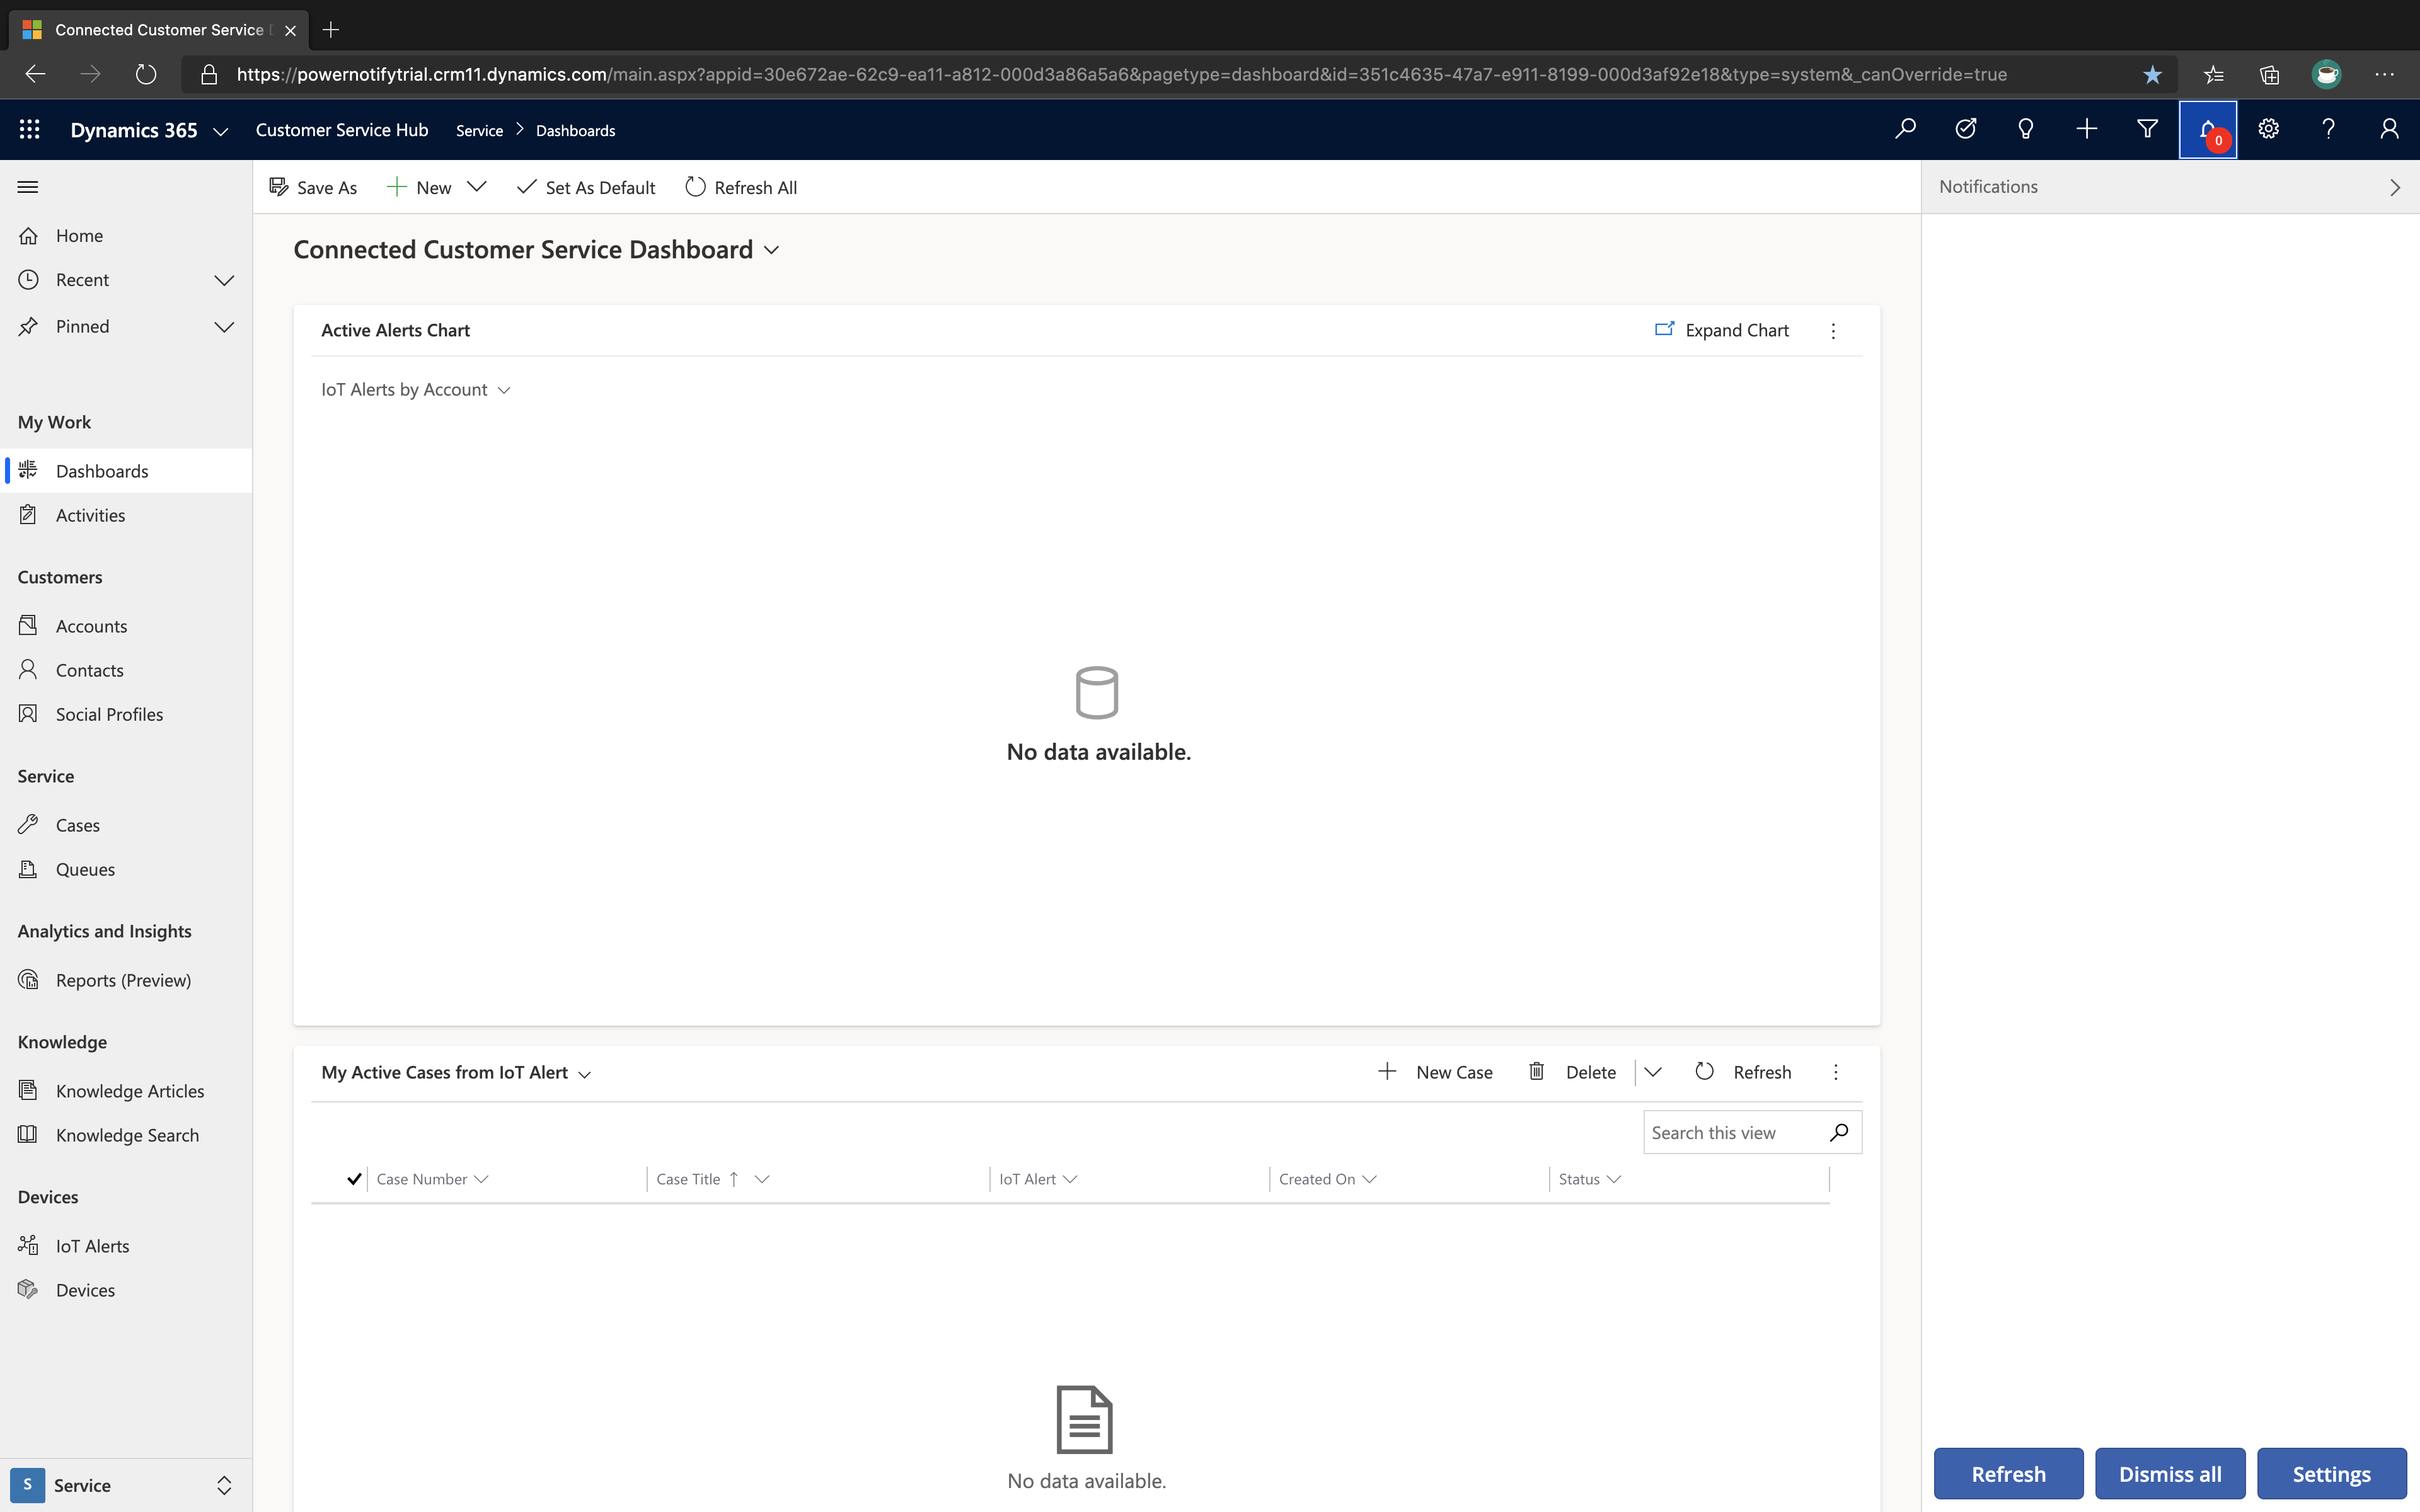 Connected Customer Service
https://powernotifytrial.crm11.dynamics.com/main.aspx?appid=30e672ae-62c9-ea11-a812-000d3a86a5a6&pagetype=dashboard&id=351c4635-47a7-e911-8199-000d3af92e18&type=system&_canOverride=true
Dynamics 365
Customer Service Hub
Service > Dashboards
0
Save As
New
Set As Default
Refresh All
Notifications
Home
Recent
Pinned
My Work
Dashboards
Activities
Customers
Accounts
Contacts
Social Profiles
Service
Cases
Queues
Analytics and Insights
Reports (Preview)
Knowledge
Knowledge Articles
Knowledge Search
Devices
IoT Alerts
Devices
S Service
Connected Customer Service Dashboard
Active Alerts Chart
Expand Chart
IoT Alerts by Account
No data available.
My Active Cases from IoT Alert
New Case
Delete
Refresh
Search this view
Case Number
Case Title
IoT Alert
Created On
Status
No data available.
Refresh
Dismiss all
Settings